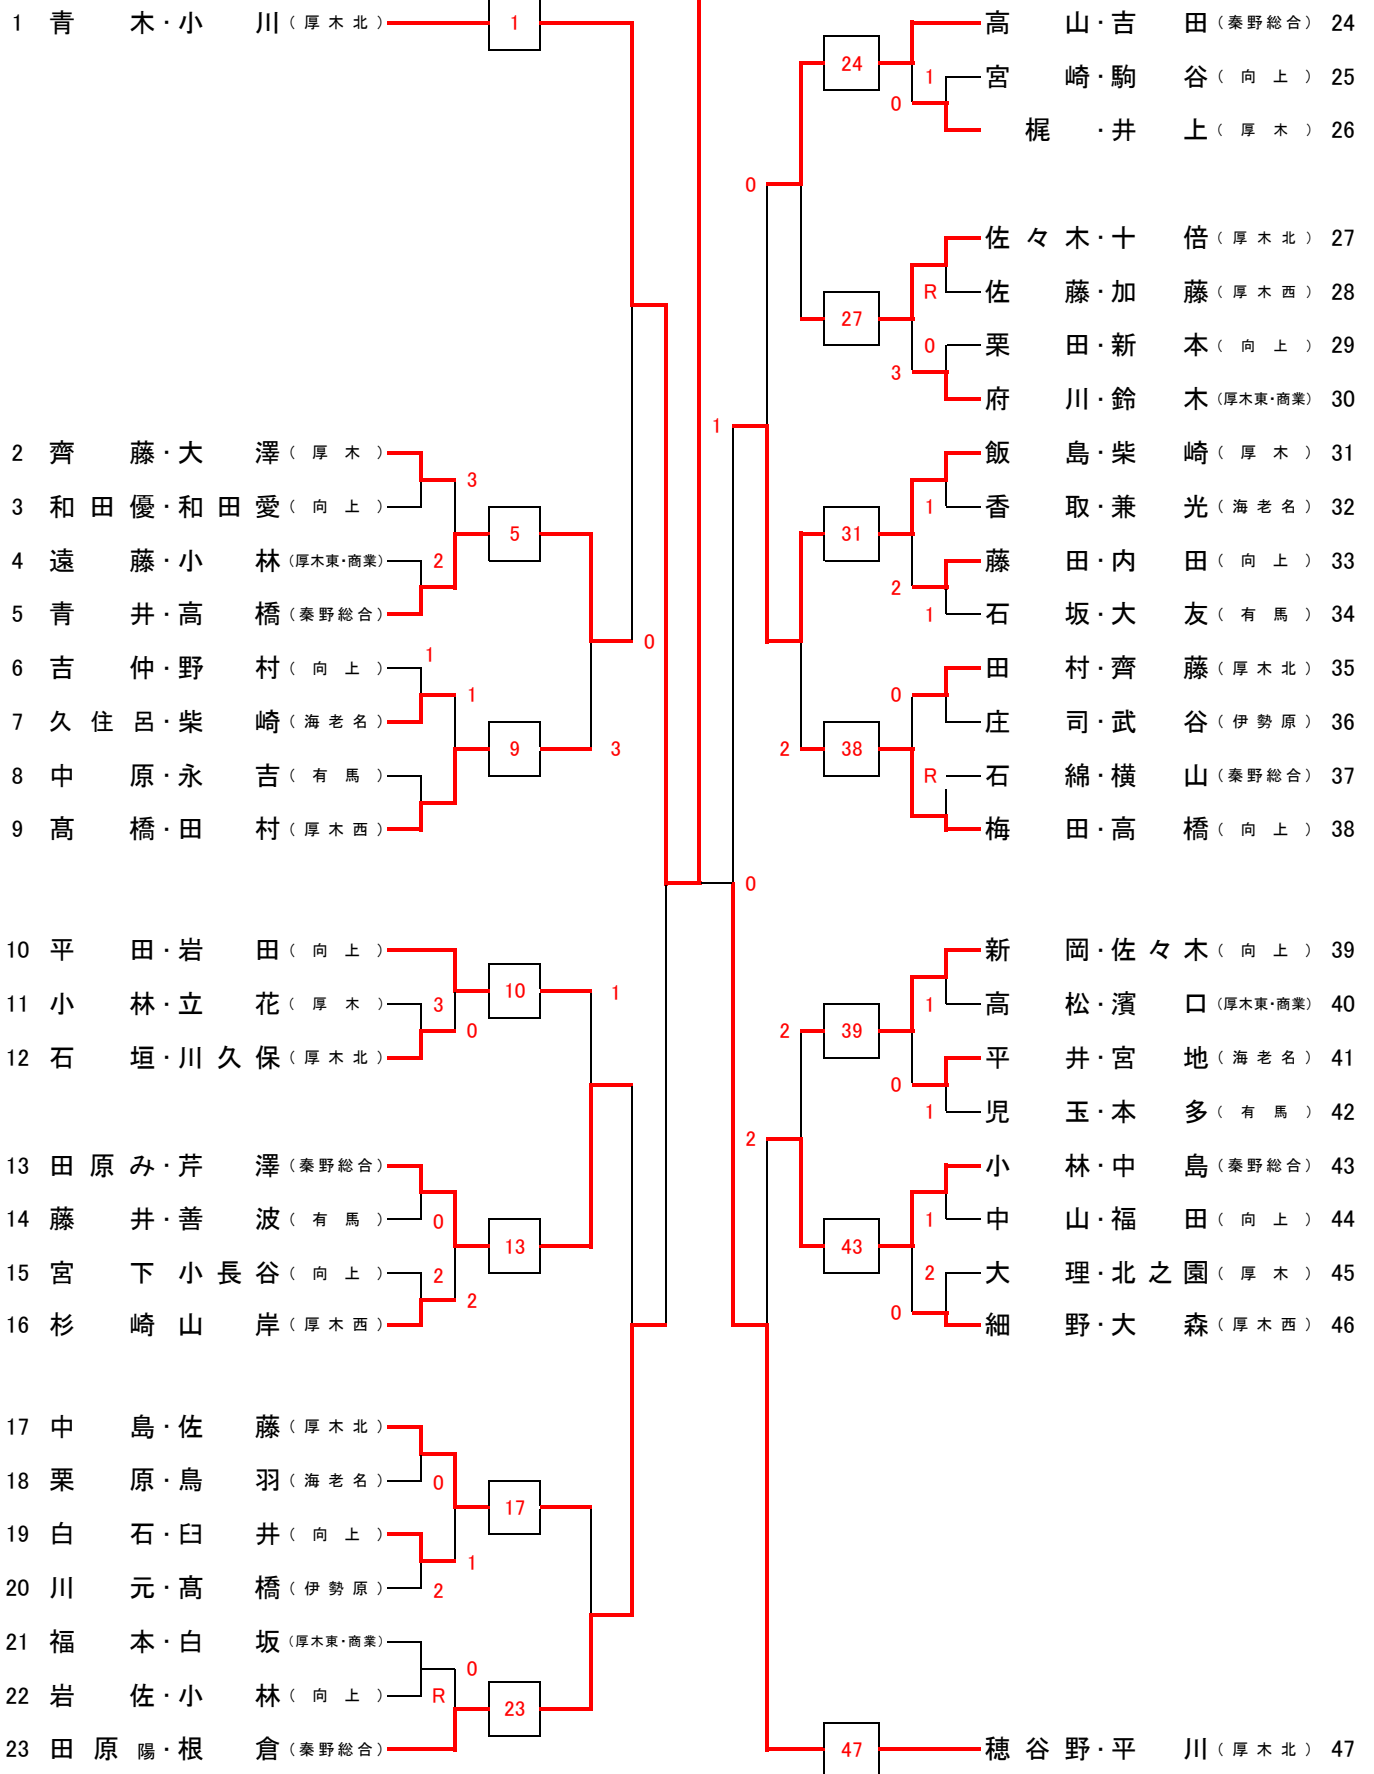 1 青木・小川（厚木北） 1
高山・吉田（秦野総合） 24
24
1 宮崎・駒谷（向上） 25
0
梶・井上（厚木） 26
0
佐々木・十倍（厚木北） 27
R 佐藤・加藤（厚木西） 28
27
0 栗田・新本（向上） 29
3
府川・鈴木（厚木東・商業） 30
1
2 齊藤・大澤（厚木）
飯島・柴崎（厚木） 31
3
3 和田優・和田愛（向上）
1 香取・兼光（海老名） 32
5
31
4 遠藤・小林（厚木東・商業） 2
藤田・内田（向上） 33
2
5 青井・高橋（秦野総合）
1 石坂・大友（有馬） 34
0
6 吉仲・野村（向上） 1
田村・齊藤（厚木北） 35
1
0
7 久住呂・柴崎（海老名）
庄司・武谷（伊勢原） 36
9 3
2 38
8 中原・永吉（有馬）
R 石綿・横山（秦野総合） 37
9 髙橋・田村（厚木西）
梅田・高橋（向上） 38
0
10 平田・岩田（向上）
新岡・佐々木（向上） 39
10 1
11 小林・立花（厚木） 3
1 高松・濱口（厚木東・商業） 40
0
2 39
12 石垣・川久保（厚木北）
平井・宮地（海老名） 41
0
1 児玉・本多（有馬） 42
2
13 田原み・芹澤（秦野総合）
小林・中島（秦野総合） 43
14 藤井・善波（有馬） 0
1 中山・福田（向上） 44
13
43
15 宮下小長谷（向上） 2
2 大理・北之園（厚木） 45
2
0
16 杉崎山岸（厚木西）
細野・大森（厚木西） 46
17 中島・佐藤（厚木北）
18 栗原・鳥羽（海老名） 0
17
19 白石・臼井（向上）
1
20 川元・髙橋（伊勢原） 2
21 福本・白坂（厚木東・商業）
0
22 岩佐・小林（向上） R
23
23 田原陽・根倉（秦野総合）
47 穂谷野・平川（厚木北） 47